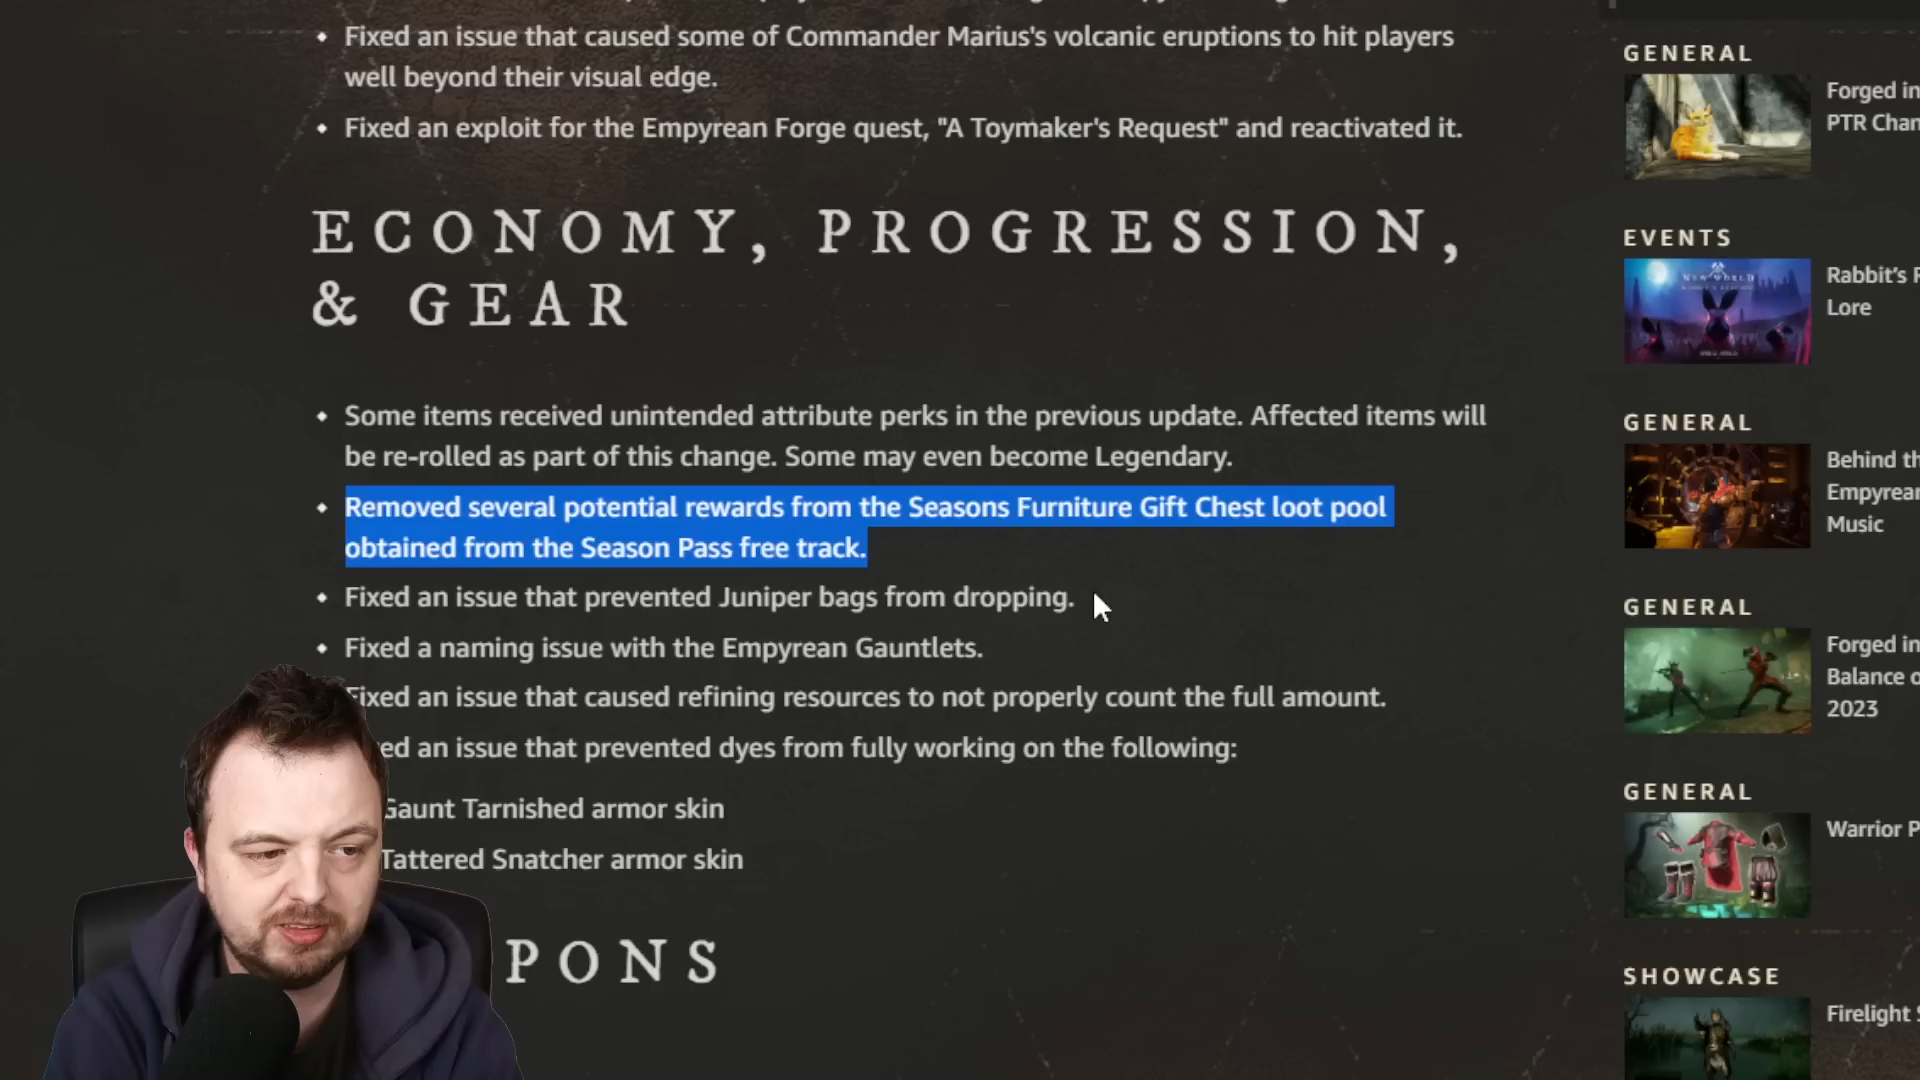 Fixed an issue that caused some of Commander Marius's volcanic eruptions to hit players
well beyond their visual edge.
Fixed an exploit for the Empyrean Forge quest, "A Toymaker's Request" and reactivated it.
ECONOMY, PROGRESSION,
& GEAR
Some items received unintended attribute perks in the previous update. Affected items will
be re-rolled as part of this change. Some may even become Legendary.
Removed several potential rewards from the Seasons Furniture Gift Chest loot pool
obtained from the Season Pass free track.
Fixed an issue that prevented Juniper bags from dropping.
Fixed a naming issue with the Empyrean Gauntlets.
Fixed an issue that caused refining resources to not properly count the full amount.
ed an issue that prevented dyes from fully working on the following:
Gaunt Tarnished armor skin
Tattered Snatcher armor skin
PONS
GENERAL
Forged in
PTR Chan
EVENTS
NEW WORLD
Rabbit's
Lore
GENERAL
Behind th
Empyrean
Music
GENERAL
Forged in
Balance o
2023
GENERAL
Warrior P
SHOWCASE
Firelight S